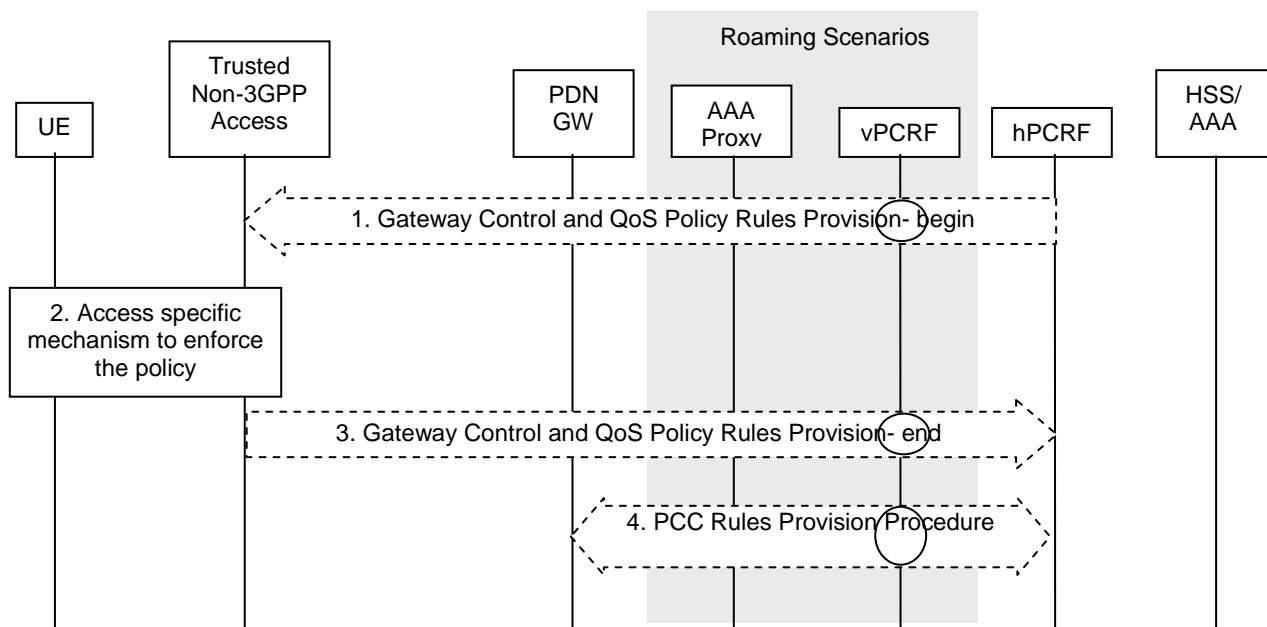 Roaming Scenarios
UE
Trusted
Non-3GPP
Access
PDN
GW
AAA
Proxy
vPCRF
hPCRF
HSS/
AAA
1. Gateway Control and QoS Policy Rules Provision- begin
2. Access specific
mechanism to enforce
the policy
3. Gateway Control and QoS Policy Rules Provision- end
4. PCC Rules Provision Procedure